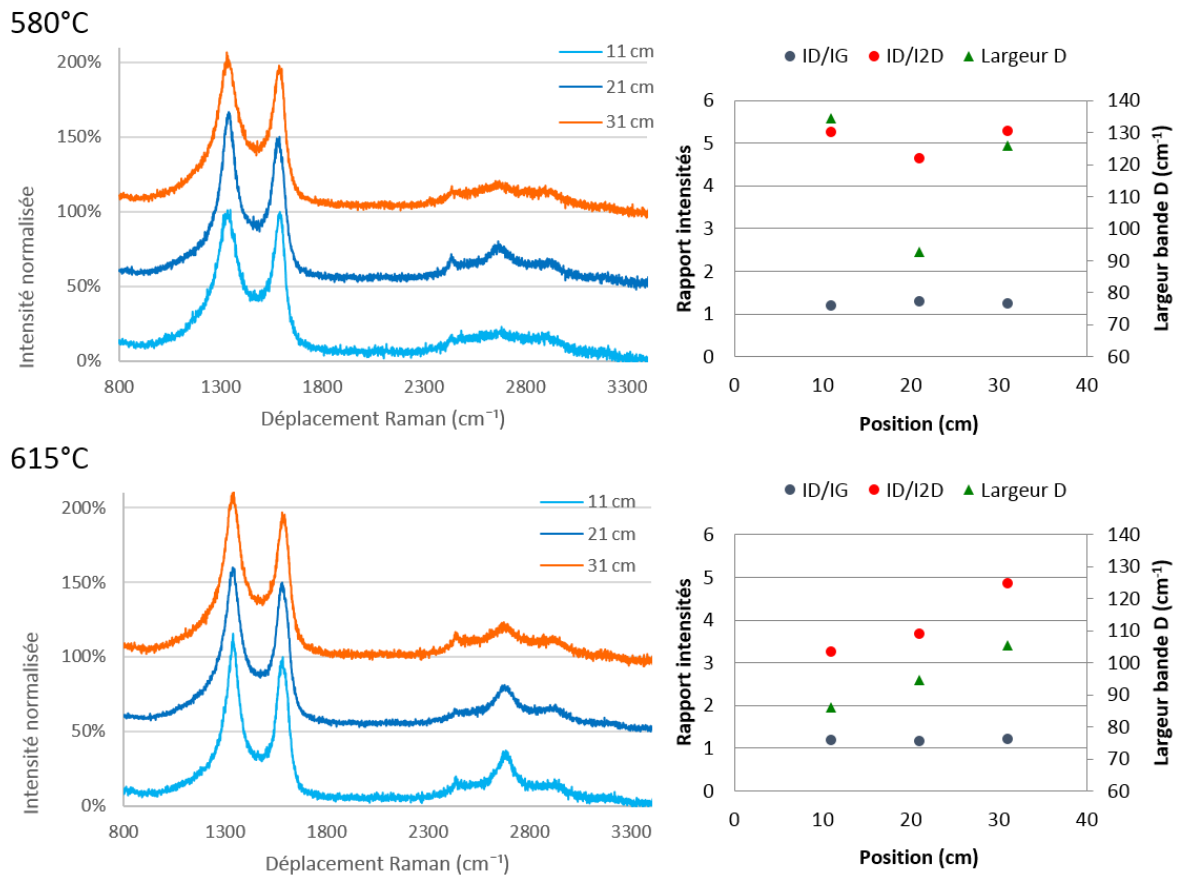 580°C
11 cm
21 cm
31 cm
200%
150%
100%
50%
0%
Intensité normalisée
800 1300 1800 2300 2800 3300
Déplacement Raman (cm⁻¹)
ID/IG ID/I2D Largeur D
6
5
4
3
2
1
0
Rapport intensités
140
130
120
110
100
90
80
70
60
Largeur bande D (cm⁻¹)
0 10 20 30 40
Position (cm)
615°C
11 cm
21 cm
31 cm
200%
150%
100%
50%
0%
Intensité normalisée
800 1300 1800 2300 2800 3300
Déplacement Raman (cm⁻¹)
ID/IG ID/I2D Largeur D
6
5
4
3
2
1
0
Rapport intensités
140
130
120
110
100
90
80
70
60
Largeur bande D (cm⁻¹)
0 10 20 30 40
Position (cm)